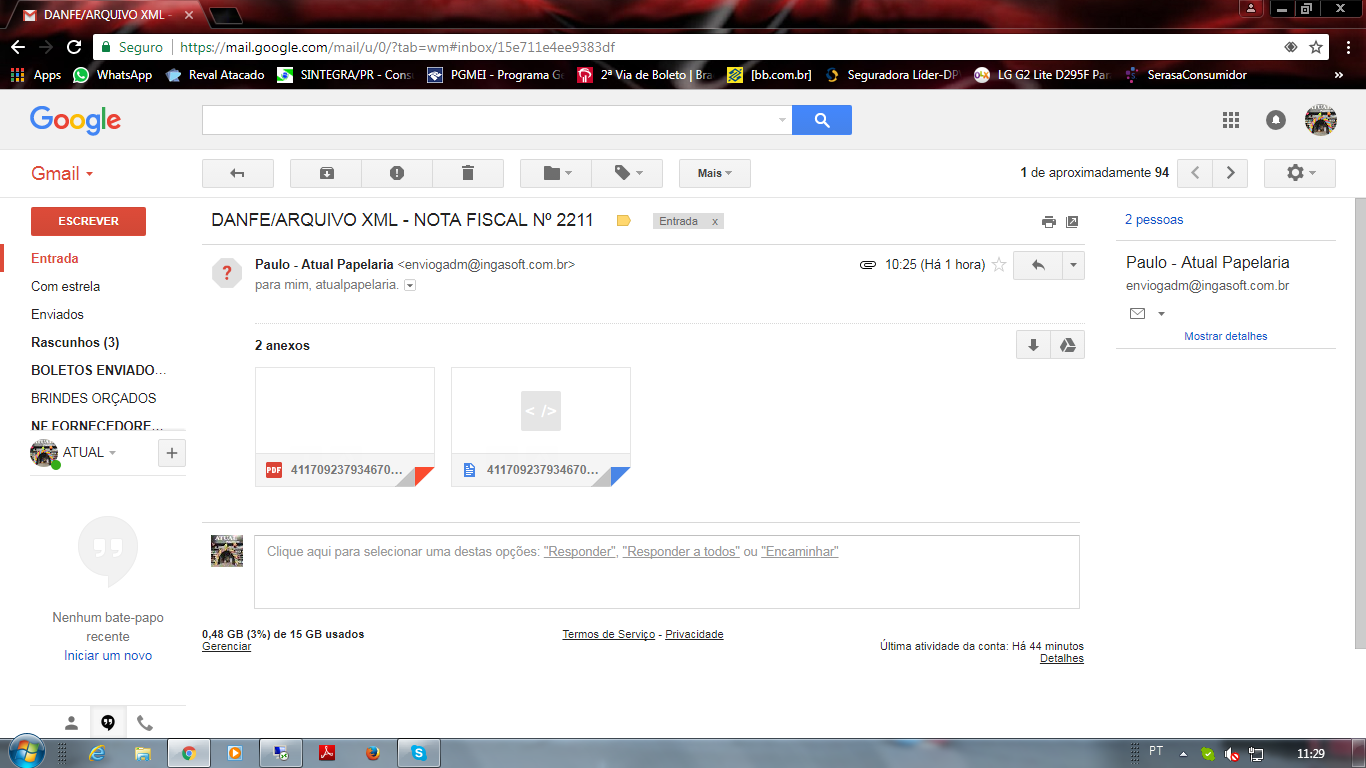 DANFE/ARQUIVO XML -
Seguro
https://mail.google.com/mail/u/0/?tab=wm#inbox/15e711e4ee9383df
Apps WhatsApp Reval Atacado SINTEGRA/PR - Cons PGMEI - Programa Ge 2ª Via de Boleto | Bra [bb.com.br] Seguradora Líder-DP LG G2 Lite D295F Par SerasaConsumidor »
Google
Gmail
Mais
1 de aproximadamente 94
ESCREVER
DANFE/ARQUIVO XML - NOTA FISCAL Nº 2211
Entrada x
2 pessoas
Entrada
Com estrela
Enviados
Rascunhos (3)
BOLETOS ENVIADO...
BRINDES ORÇADOS
NF FORNECEDORE...
ATUAL
Paulo - Atual Papelaria <enviogadm@ingasoft.com.br>
10:25 (Há 1 hora)
para mim, atualpapelaria.
2 anexos
</>
PDF 411709237934670...
411709237934670...
Paulo - Atual Papelaria
enviogadm@ingasoft.com.br
Mostrar detalhes
Clique aqui para selecionar uma destas opções: "Responder", "Responder a todos" ou "Encaminhar"
Nenhum bate-papo
recente
Iniciar um novo
0,48 GB (3%) de 15 GB usados
Gerenciar
Termos de Serviço - Privacidade
Última atividade da conta: Há 44 minutos
Detalhes
PT
11:29